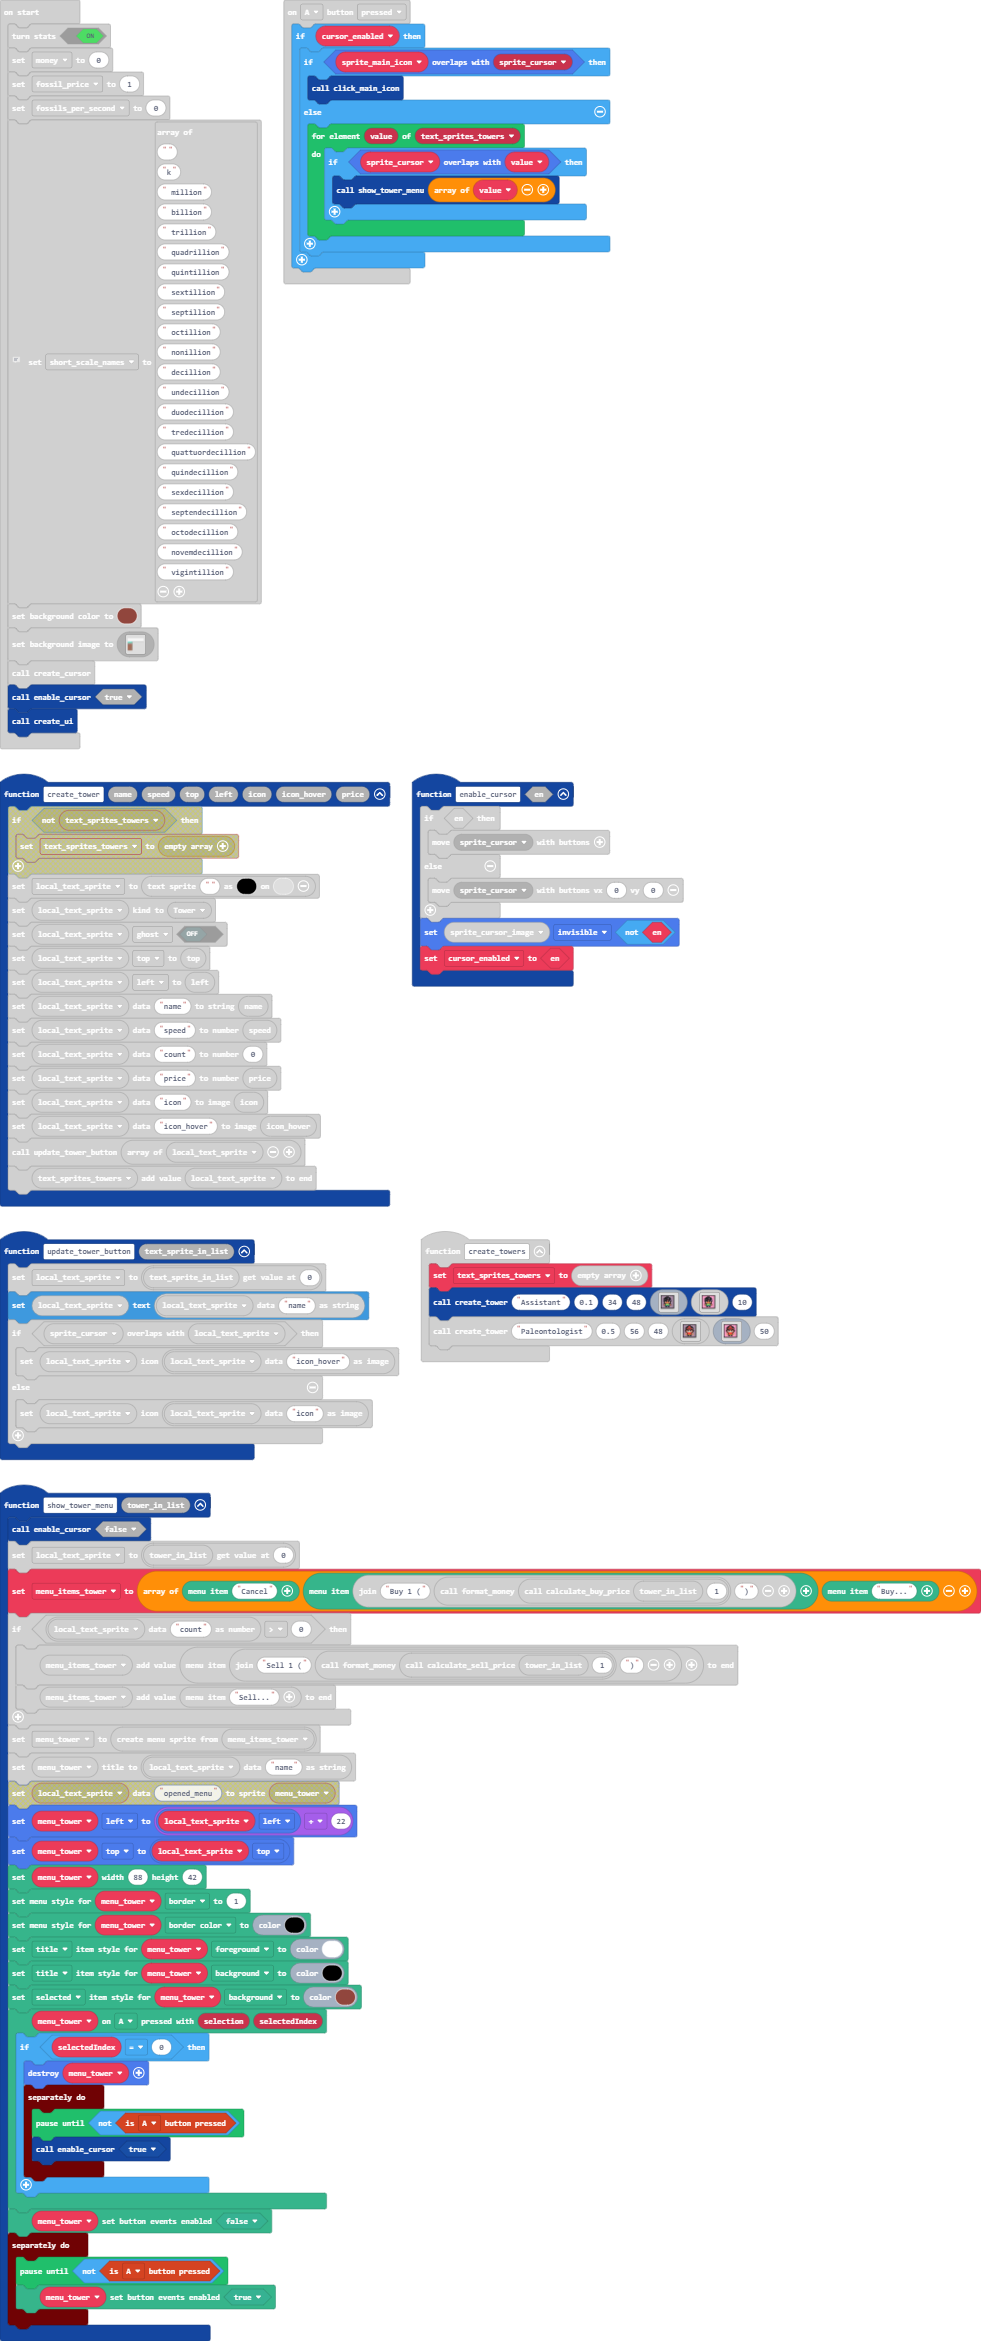 on start
turn stats ON
set money to 0
set fossil_price to 1
set fossils_per_second to 0
set short_scale_names to array of
" "
" k"
" million"
" billion"
" trillion"
" quadrillion"
" quintillion"
" sextillion"
" septillion"
" octillion"
" nonillion"
" decillion"
" undecillion"
" duodecillion"
" tredecillion"
" quattuordecillion"
" quindecillion"
" sexdecillion"
" septendecillion"
" octodecillion"
" novemdecillion"
" vigintillion"
set background color to
set background image to
call create_cursor
call enable_cursor true
call create_ui
on A button pressed
if cursor_enabled then
if sprite_main_icon overlaps with sprite_cursor then
call click_main_icon
else
for element value of text_sprites_towers
do
if sprite_cursor overlaps with value then
call show_tower_menu array of value
function create_tower name speed top left icon icon_hover price
if not text_sprites_towers then
set text_sprites_towers to empty array
set local_text_sprite to text sprite "" on
set local_text_sprite kind to Tower
set local_text_sprite ghost OFF
set local_text_sprite top to top
set local_text_sprite left to left
set local_text_sprite data "name" to string name
set local_text_sprite data "speed" to number speed
set local_text_sprite data "count" to number 0
set local_text_sprite data "price" to number price
set local_text_sprite data "icon" to image icon
set local_text_sprite data "icon_hover" to image icon_hover
call update_tower_button array of local_text_sprite
text_sprites_towers add value local_text_sprite to end
function enable_cursor en
if en then
move sprite_cursor with buttons
else
move sprite_cursor with buttons vx 0 vy 0
set sprite_cursor_image invisible not en
set cursor_enabled to en
function update_tower_button text_sprite_in_list
set local_text_sprite to text_sprite_in_list get value at 0
set local_text_sprite text local_text_sprite data "name" as string
if sprite_cursor overlaps with local_text_sprite then
set local_text_sprite icon local_text_sprite data "icon_hover" as image
else
set local_text_sprite icon local_text_sprite data "icon" as image
function create_towers
set text_sprites_towers to empty array
call create_tower "Assistant" 0.1 34 48 10
call create_tower "Paleontologist" 0.5 56 48 50
function show_tower_menu tower_in_list
call enable_cursor false
set local_text_sprite to tower_in_list get value at 0
set menu_items_tower to array of menu item "Cancel" menu item join "Buy 1 (" call format_money call calculate_buy_price tower_in_list 1 ")" menu item "Buy..."
if local_text_sprite data "count" as number > 0 then
menu_items_tower add value menu item join "Sell 1 (" call format_money call calculate_sell_price tower_in_list 1 ")" to end
menu_items_tower add value menu item "Sell..." to end
set menu_tower to create menu sprite from menu_items_tower
set menu_tower title to local_text_sprite data "name" as string
set local_text_sprite data "opened_menu" to sprite menu_tower
set menu_tower left to local_text_sprite left + 22
set menu_tower top to local_text_sprite top
set menu_tower width 88 height 42
set menu style for menu_tower border to 1
set menu style for menu_tower border color to color
set title item style for menu_tower foreground to color
set title item style for menu_tower background to color
set selected item style for menu_tower background to color
menu_tower on A pressed with selection selectedIndex
if selectedIndex = 0 then
destroy menu_tower
separately do
pause until not is A button pressed
call enable_cursor true
menu_tower set button events enabled false
separately do
pause until not is A button pressed
menu_tower set button events enabled true